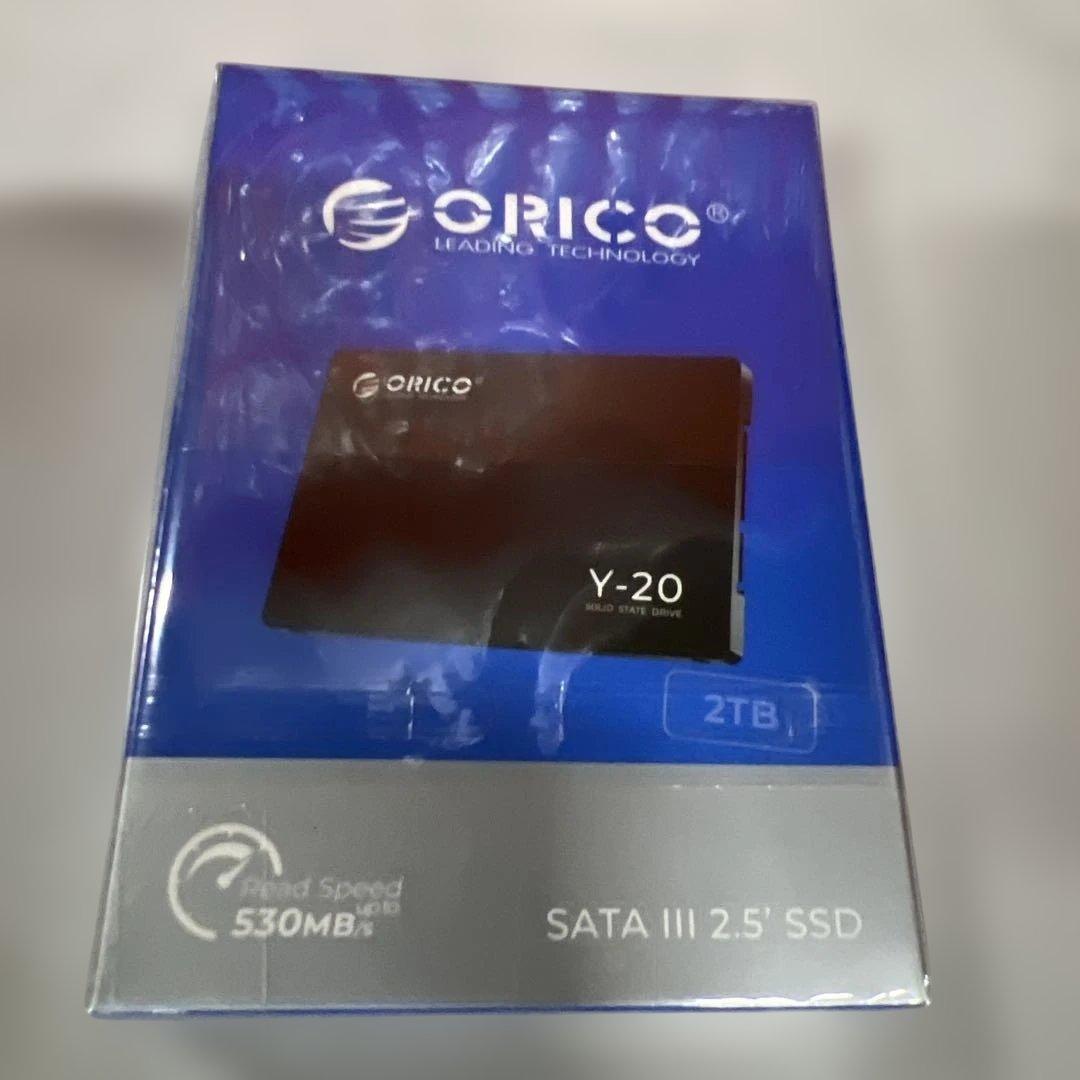 ORICO®
LEADING TECHNOLOGY
ORICO
Y-20
SOLID STATE DRIVE
2TB
Read Speed
up to
530MB/s
SATA III 2.5' SSD